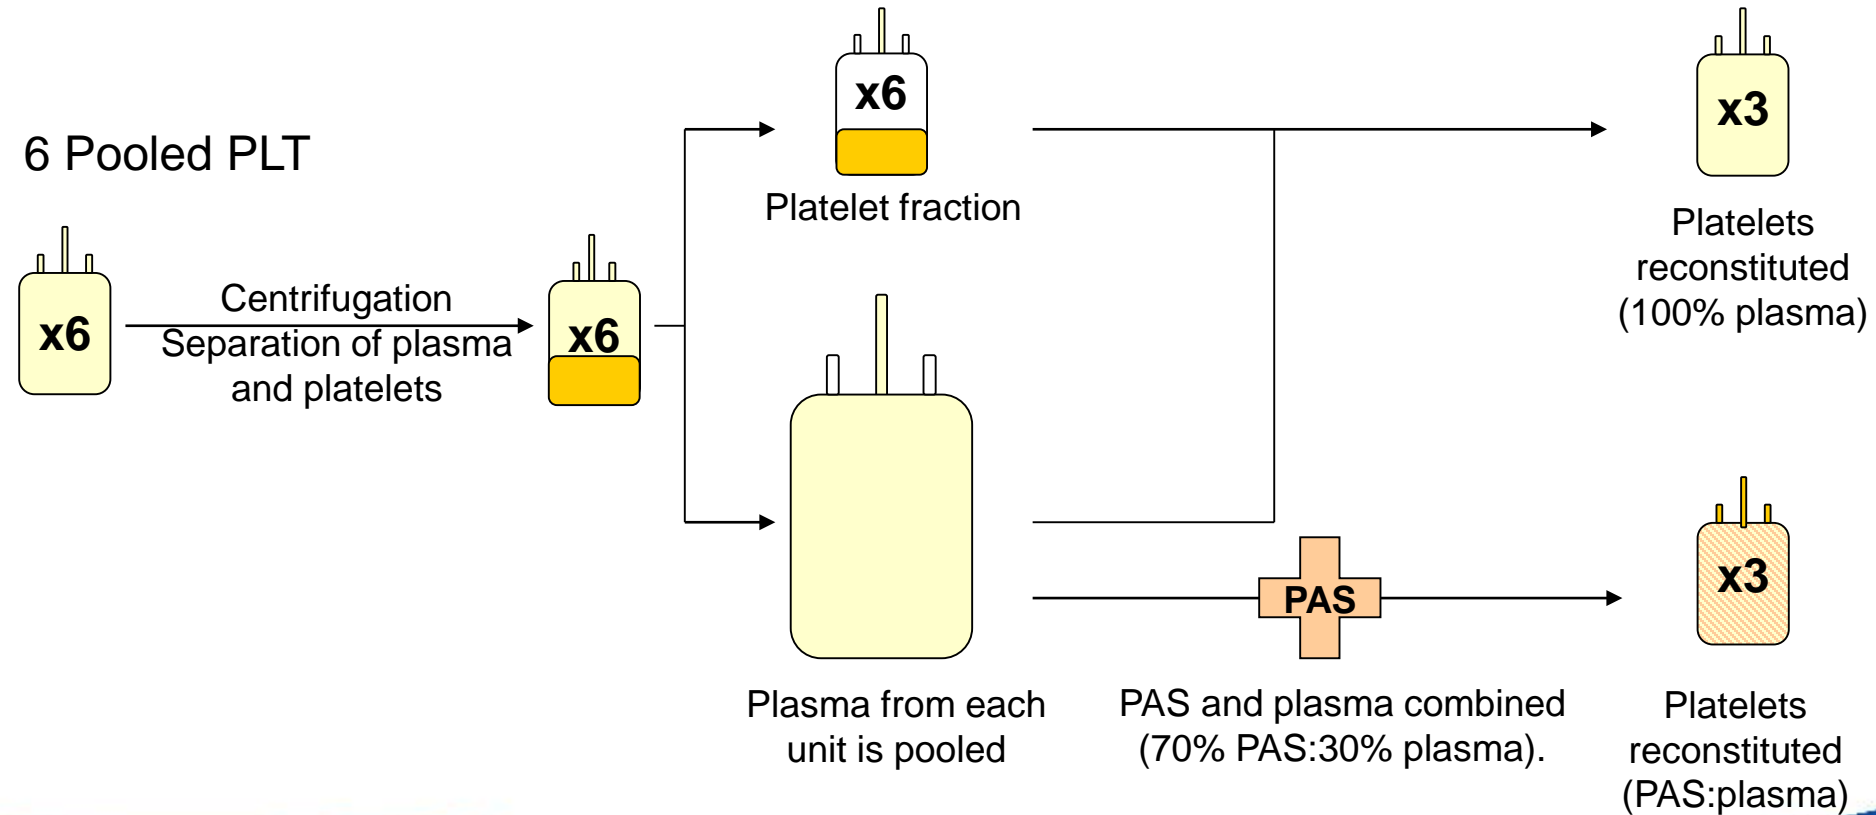 6 Pooled PLT
x6
Centrifugation
Separation of plasma
and platelets
x6
x6
Platelet fraction
Plasma from each
unit is pooled
PAS
PAS and plasma combined
(70% PAS:30% plasma).
x3
Platelets
reconstituted
(100% plasma)
x3
Platelets
reconstituted
(PAS:plasma)